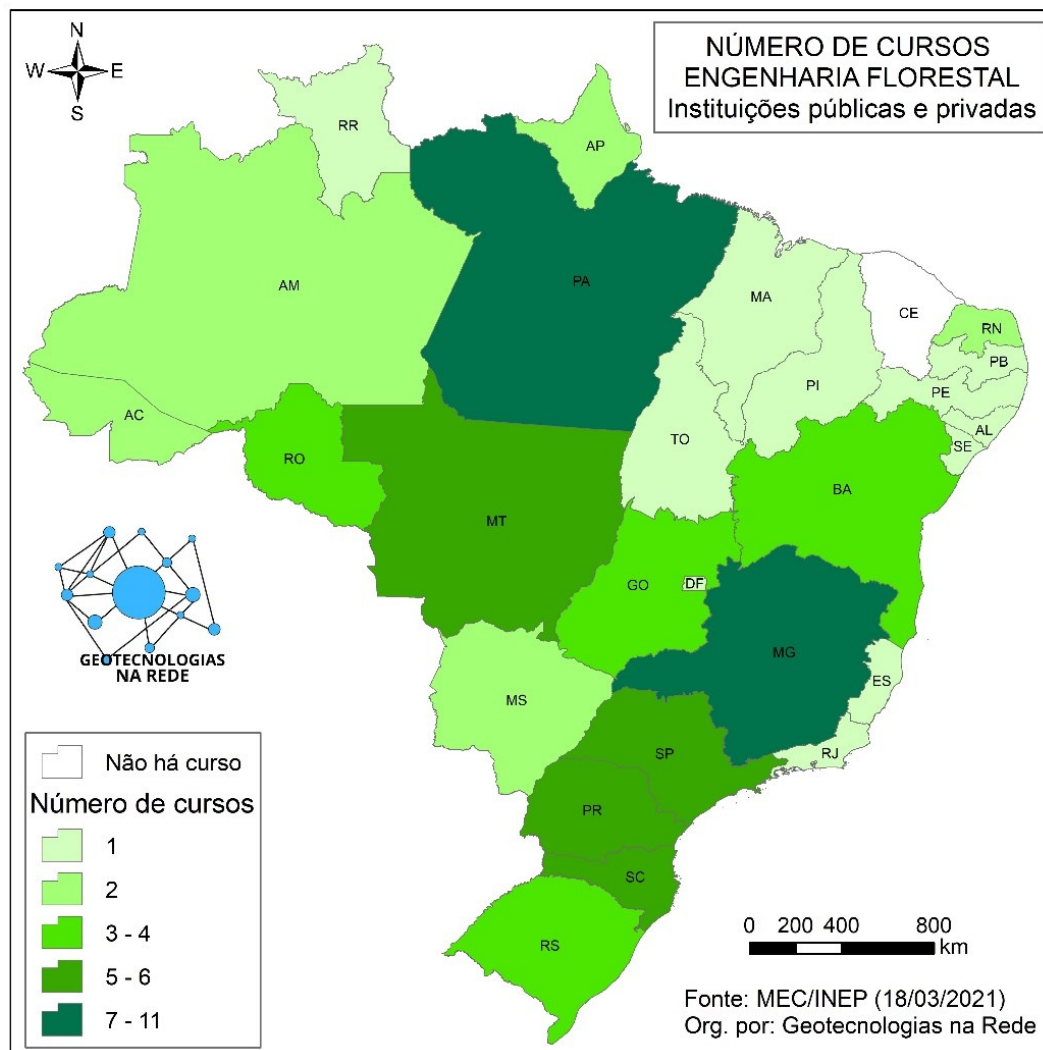 N
W E
S
NÚMERO DE CURSOS
ENGENHARIA FLORESTAL
Instituições públicas e privadas
RR
AP
AM
PA
MA
CE
RN
PB
PI
PE
AC
AL
TO
SE
RO
BA
MT
GO
DF
MG
ES
MS
SP
RJ
PR
SC
RS
GEOTECNOLOGIAS
NA REDE
Não há curso
Número de cursos
1
2
3 - 4
5 - 6
7 - 11
0 200 400 800
km
Fonte: MEC/INEP (18/03/2021)
Org. por: Geotecnologias na Rede